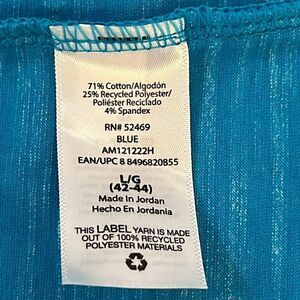 71% Cotton/Algodón
25% Recycled Polyester/
Poliéster Reciclado
4% Spandex
RN# 52469
BLUE
AM121222H
EAN/UPC 8 8496820855
L/G
(42-44)
Made in Jordan
Hecho En Jordania
THIS LABEL YARN IS MADE
OUT OF 100% RECYCLED
POLYESTER MATERIALS